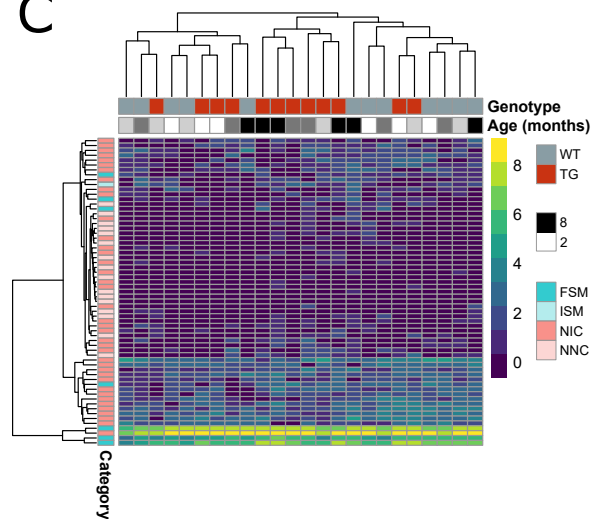 C
Genotype
Age (months)
WT
TG
8
2
FSM
ISM
NIC
NNC
8
6
4
2
0
Category